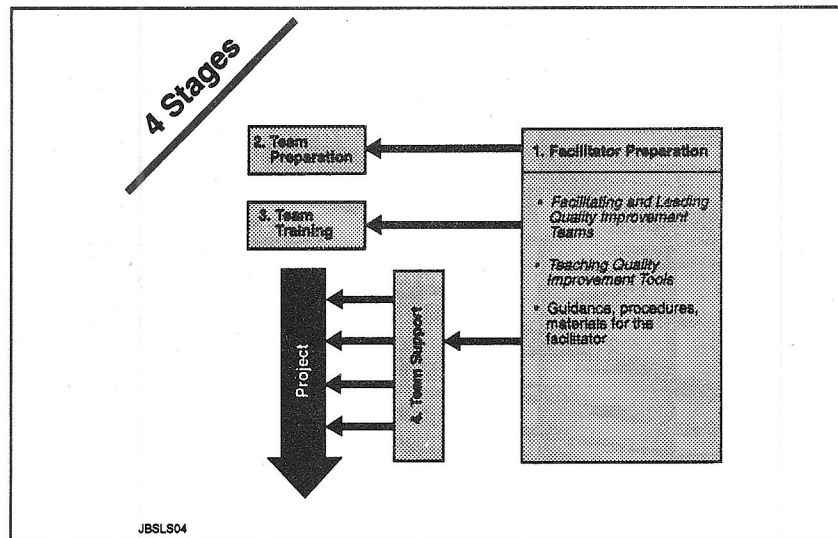 4 Stages
2. Team
Preparation
1. Facilitator Preparation
3. Team
Training
• Facilitating and Leading
Quality Improvement
Teams
• Teaching Quality
Improvement Tools
• Guidance, procedures,
materials for the
facilitator
Project
4. Team Support
JBSLS04